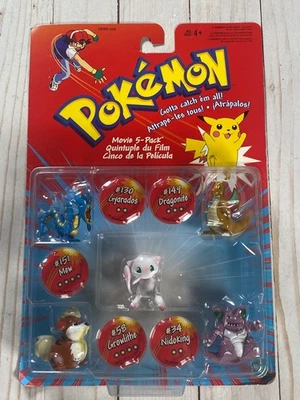 4+
POKéMON
Gotta catch em all!
Attrape-les tous! ¡Atrápalos!
Movie 5-Pack
Quintuple du Film
Cinco de la Película
#130
Gyarados
#149
Dragonite
#151
Mew
#58
Growlithe
#34
Nidoking